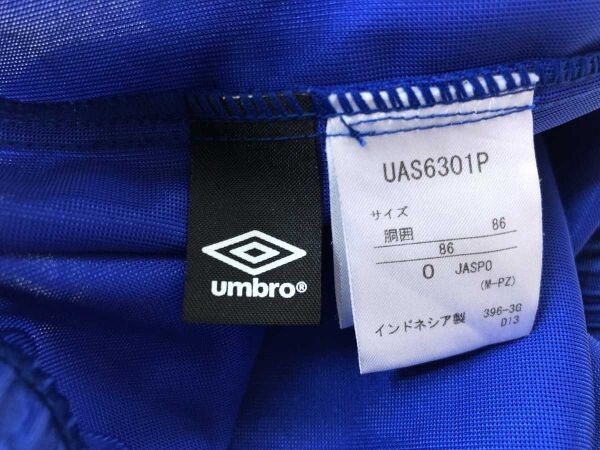 umbro®
UAS6301P
サイズ
胴囲 86
86
O JASPO
(M-PZ)
インドネシア製 396-3G
D13